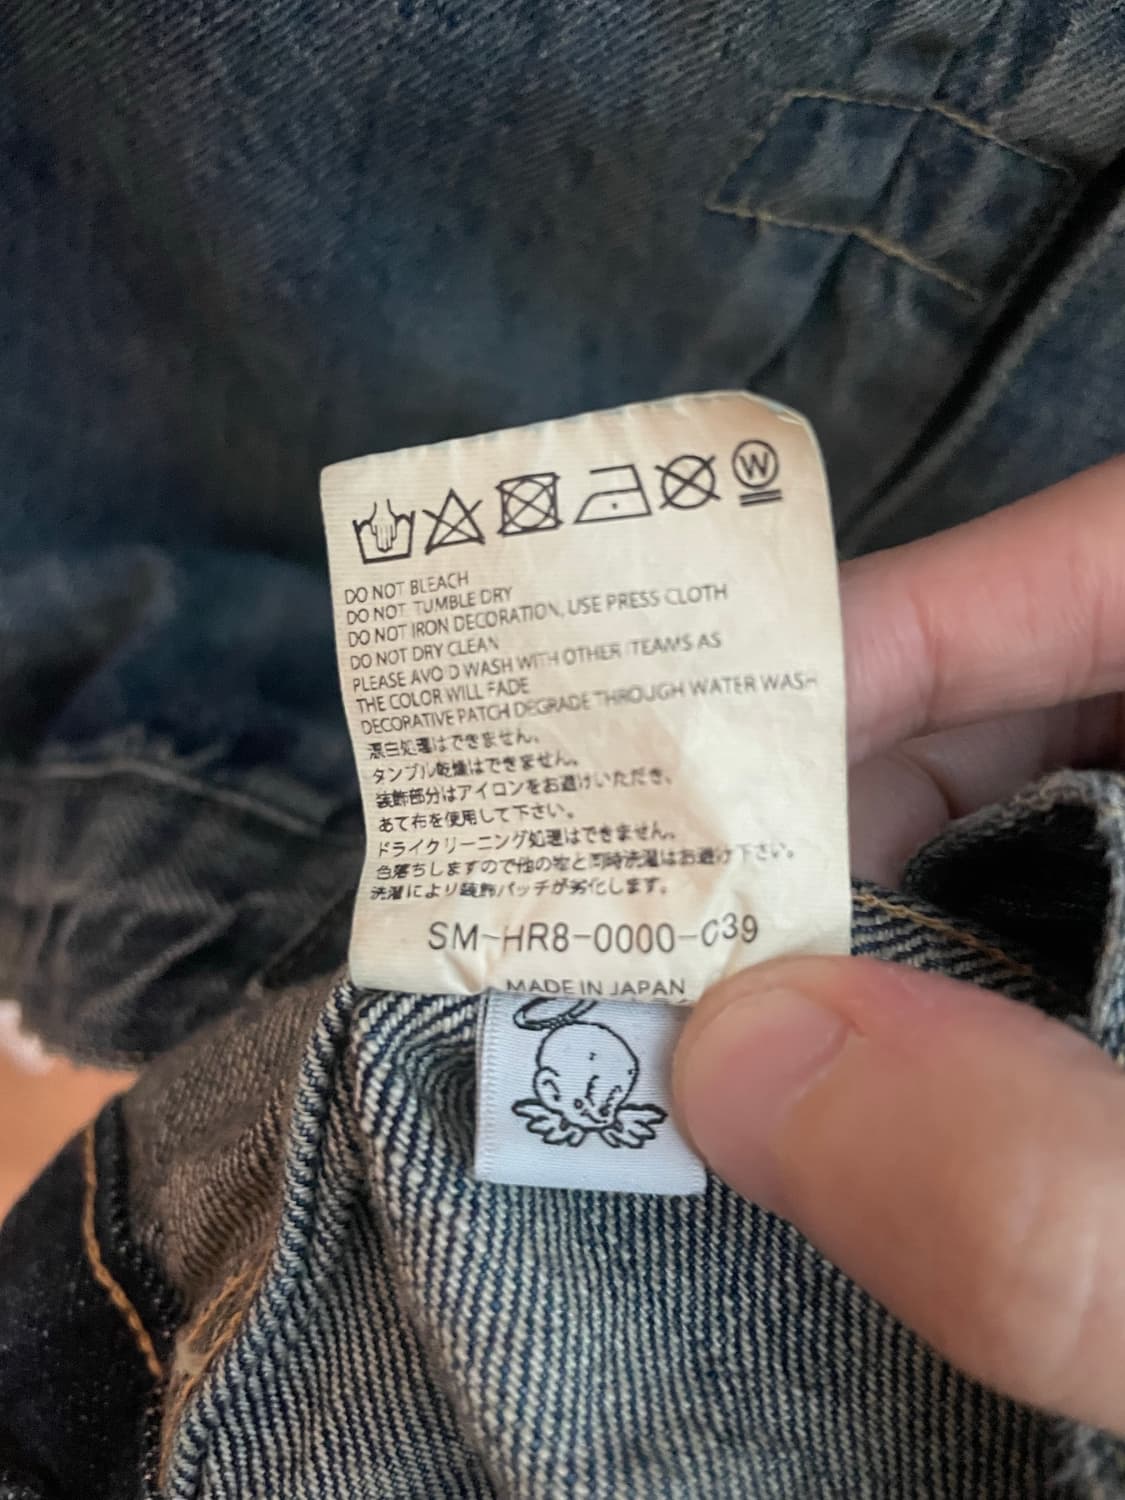 W
DO NOT BLEACH
DO NOT TUMBLE DRY
DO NOT IRON DECORATION, USE PRESS CLOTH
DO NOT DRY CLEAN
PLEASE AVO D WASH WITH OTHER ITEAMS AS
THE COLOR WILL FADE
DECORATIVE PATCH DEGRADE THROUGH WATER WASH
漂白処理はできません。
タンブル乾燥はできません。
装飾部分はアイロンをお避けいただき、
あて布を使用して下さい。
ドライクリーニング処理はできません。
色落ちしますので他の物と同時洗濯はお避け下さい。
洗濯により装飾パッチが劣化します。
SM-HR8-0000-C39
MADE IN JAPAN